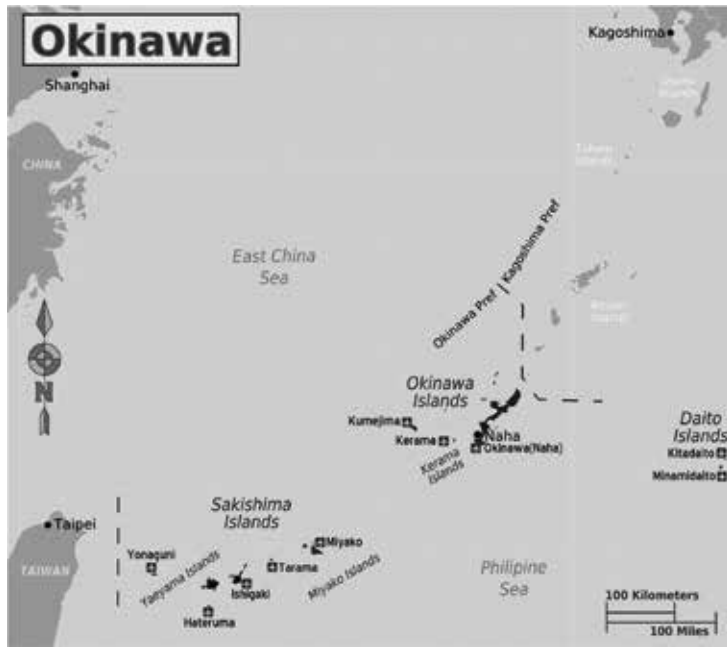 Okinawa
Kagoshima
Shanghai
CHINA
East China
Sea
Kagoshima Pref
Okinawa Pref
Okinawa
Islands
Kumejima
Kerama
Naha
Okinawa(Naha)
Kerama
Islands
Daito
Islands
Kitadaito
Minamidaito
Sakishima
Islands
Taipei
Miyako
Yonaguni
Tarama
Yaeyama Islands
Miyako Islands
Ishigaki
Hateruma
TAIWAN
Philipine
Sea
N
100 Kilometers
100 Miles